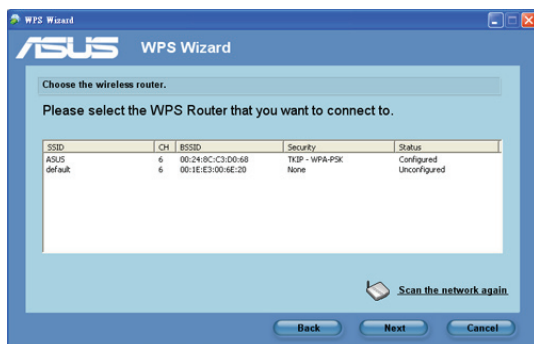 WPS Wizard
ASUS WPS Wizard
Choose the wireless router.
Please select the WPS Router that you want to connect to.
SSID CH BSSID Security Status
ASUS 6 00:24:8C:C3:D0:68 TKIP - WPA-PSK Configured
default 6 00:1E:E3:00:6E:20 None Unconfigured
Scan the network again
Back Next Cancel